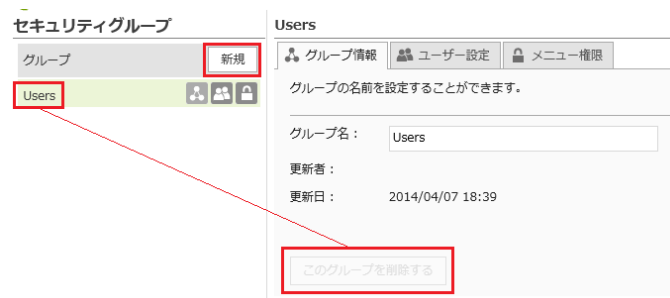 セキュリティグループ
グループ
新規
Users
Users
グループ情報
ユーザー設定
メニュー権限
グループの名前を設定することができます。
グループ名：
Users
更新者：
更新日：
2014/04/07 18:39
このグループを削除する